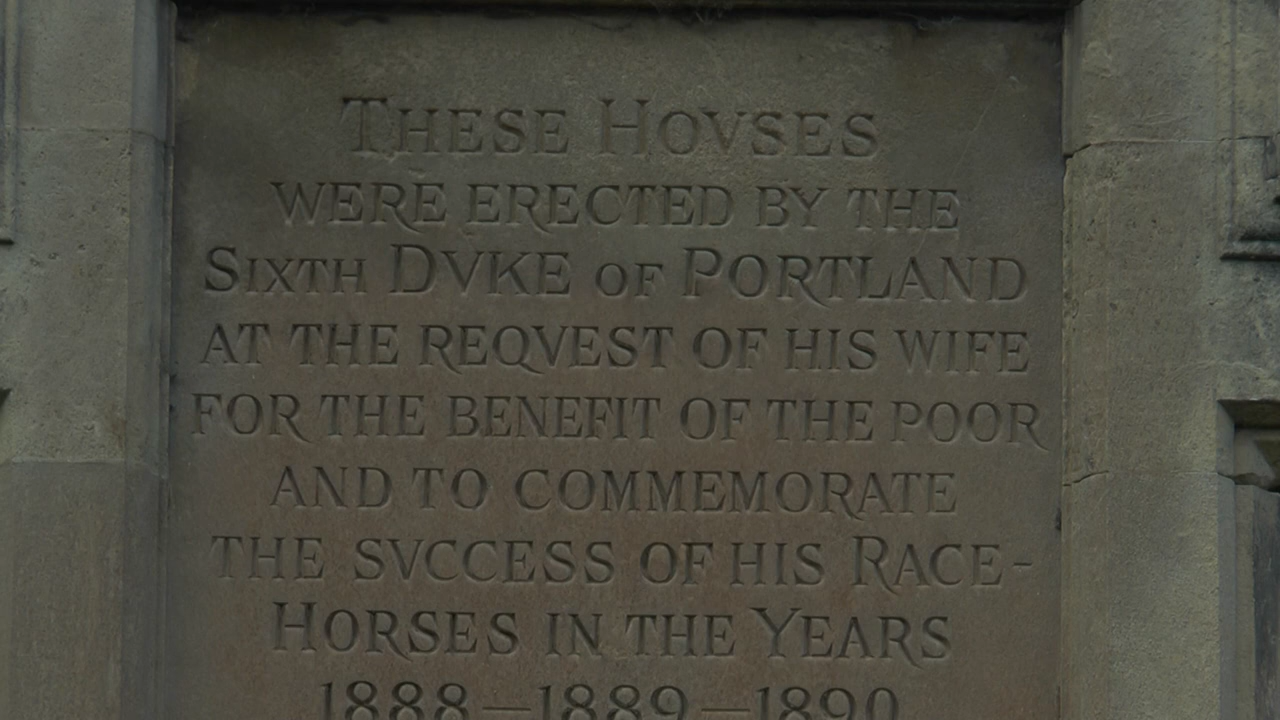 THESE HOVSES
WERE ERECTED BY THE
SIXTH DVKE OF PORTLAND
AT THE REQVEST OF HIS WIFE
FOR THE BENEFIT OF THE POOR
AND TO COMMEMORATE
THE SVCCESS OF HIS RACE-
HORSES IN THE YEARS
1888—1889—1890